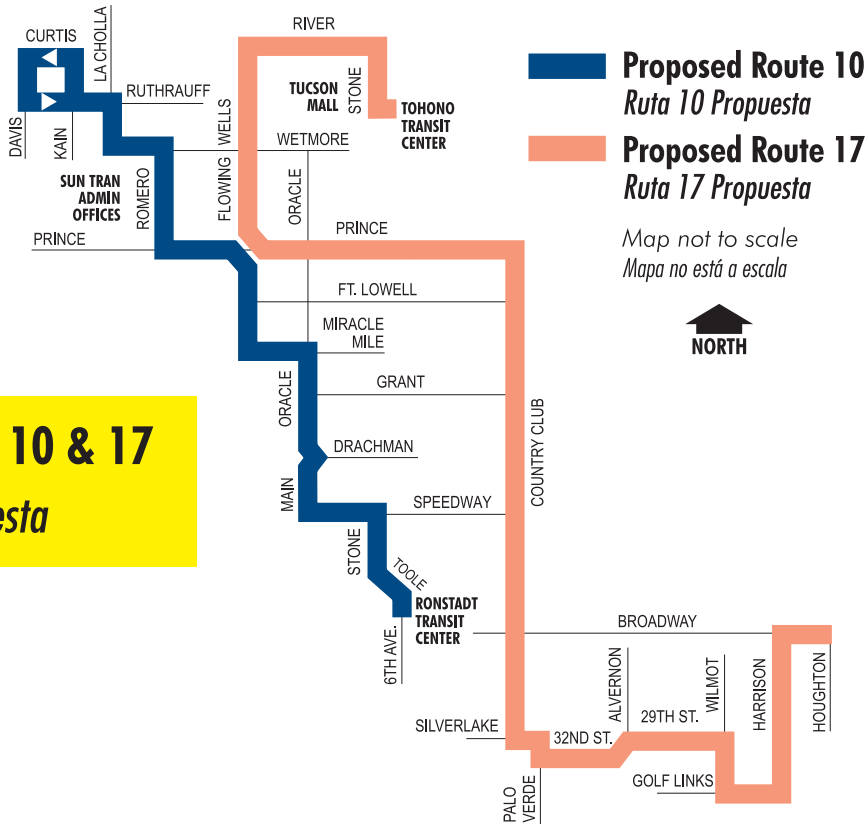 RIVER
CURTIS
LA CHOLLA
Proposed Route 10
Ruta 10 Propuesta
TUCSON
MALL
STONE
TOHONO
TRANSIT
CENTER
RUTHRAUFF
DAVIS
KAIN
FLOWING WELLS
WETMORE
Proposed Route 17
Ruta 17 Propuesta
SUN TRAN
ADMIN
OFFICES
ROMERO
ORACLE
PRINCE
PRINCE
Map not to scale
Mapa no está a escala
FT. LOWELL
NORTH
MIRACLE
MILE
GRANT
ORACLE
COUNTRY CLUB
10 & 17
esta
DRACHMAN
MAIN
SPEEDWAY
STONE
TOOLE
RONSTADT
TRANSIT
CENTER
6TH AVE.
BROADWAY
ALVERNON
WILMOT
HARRISON
HOUGHTON
SILVERLAKE
32ND ST.
29TH ST.
GOLF LINKS
PALO
VERDE